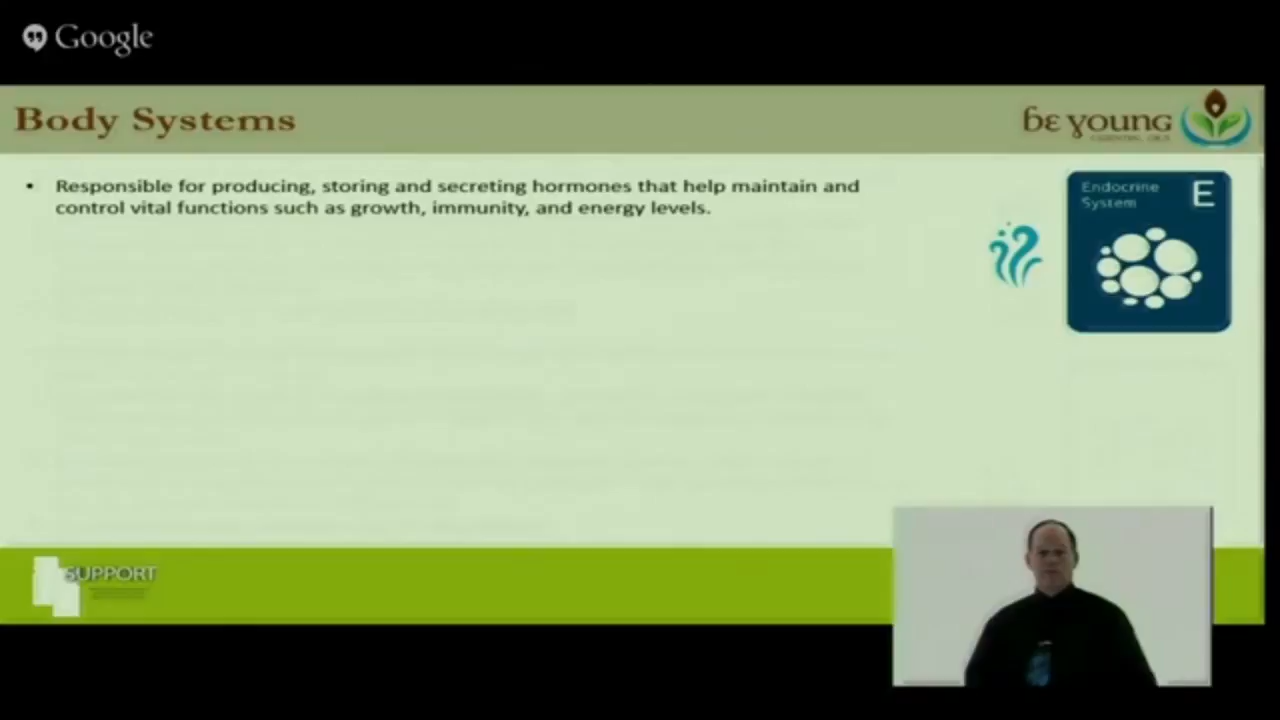 Google
Body Systems
be young
ESSENTIAL OILS
• Responsible for producing, storing and secreting hormones that help maintain and
control vital functions such as growth, immunity, and energy levels.
Endocrine
System
E
SUPPORT